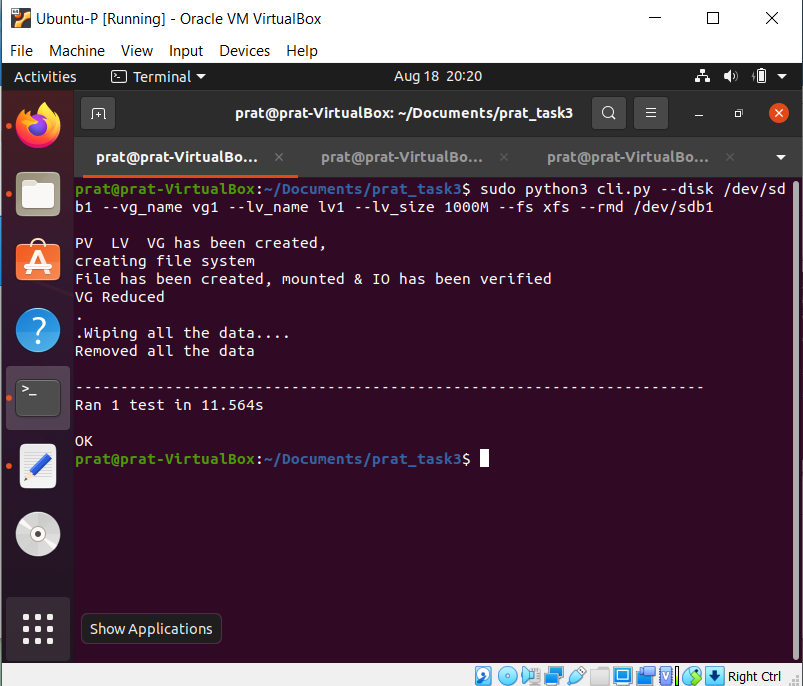 Ubuntu-P [Running] - Oracle VM VirtualBox
File Machine View Input Devices Help
Activities Terminal Aug 18 20:20
prat@prat-VirtualBox: ~/Documents/prat_task3
prat@prat-VirtualBo... × prat@prat-VirtualBo... × prat@prat-VirtualBo... ×
prat@prat-VirtualBox:~/Documents/prat_task3$ sudo python3 cli.py --disk /dev/sd
b1 --vg_name vg1 --lv_name lv1 --lv_size 1000M --fs xfs --rmd /dev/sdb1
PV  LV  VG has been created,
creating file system
File has been created, mounted & IO has been verified
VG Reduced
.
.Wiping all the data....
Removed all the data
----------------------------------------------------------------------
Ran 1 test in 11.564s
OK
prat@prat-VirtualBox:~/Documents/prat_task3$
Show Applications
Right Ctrl